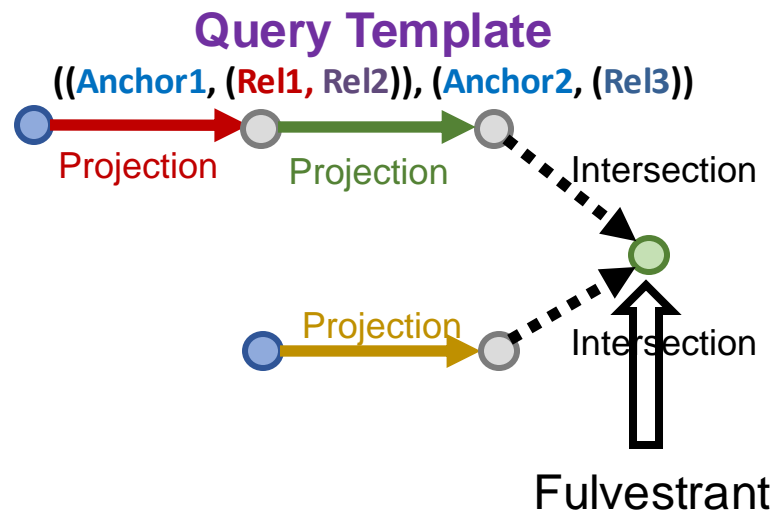 Query Template
((Anchor1, (Rel1, Rel2)), (Anchor2, (Rel3))
Projection
Projection
Intersection
Projection
Intersection
Fulvestrant